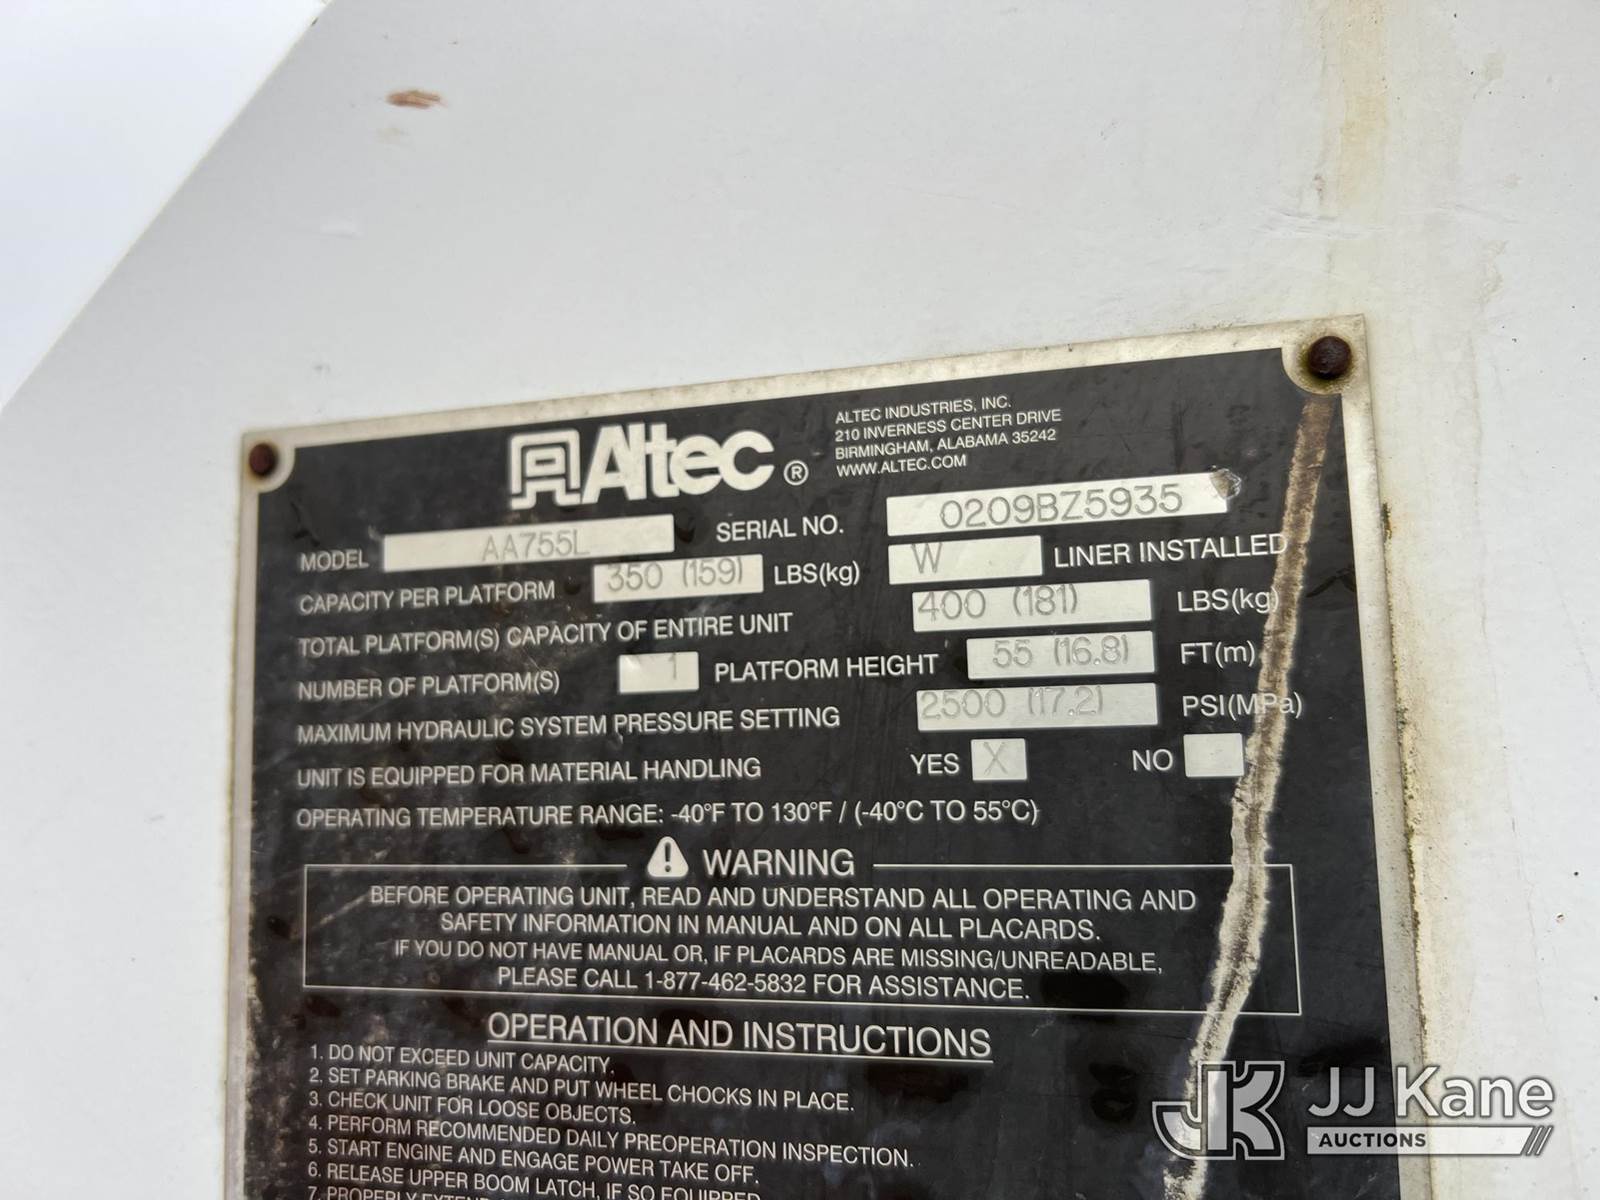 Altec®
ALTEC INDUSTRIES, INC.
210 INVERNESS CENTER DRIVE
BIRMINGHAM, ALABAMA 35242
WWW.ALTEC.COM
MODEL AA755L SERIAL NO. 0209BZ5935
CAPACITY PER PLATFORM 350 (159) LBS(kg) W LINER INSTALLED
TOTAL PLATFORM(S) CAPACITY OF ENTIRE UNIT 400 (181) LBS(kg)
NUMBER OF PLATFORM(S) 1 PLATFORM HEIGHT 55 (16.8) FT(m)
MAXIMUM HYDRAULIC SYSTEM PRESSURE SETTING 2500 (17.2) PSI(MPa)
UNIT IS EQUIPPED FOR MATERIAL HANDLING YES X NO
OPERATING TEMPERATURE RANGE: -40°F TO 130°F / (-40°C TO 55°C)
WARNING
BEFORE OPERATING UNIT, READ AND UNDERSTAND ALL OPERATING AND
SAFETY INFORMATION IN MANUAL AND ON ALL PLACARDS.
IF YOU DO NOT HAVE MANUAL OR, IF PLACARDS ARE MISSING/UNREADABLE,
PLEASE CALL 1-877-462-5832 FOR ASSISTANCE.
OPERATION AND INSTRUCTIONS
1. DO NOT EXCEED UNIT CAPACITY.
2. SET PARKING BRAKE AND PUT WHEEL CHOCKS IN PLACE.
3. CHECK UNIT FOR LOOSE OBJECTS.
4. PERFORM RECOMMENDED DAILY PREOPERATION INSPECTION.
5. START ENGINE AND ENGAGE POWER TAKE OFF.
6. RELEASE UPPER BOOM LATCH, IF SO EQUIPPED.
7. PROPERLY
JK JJ Kane
AUCTIONS